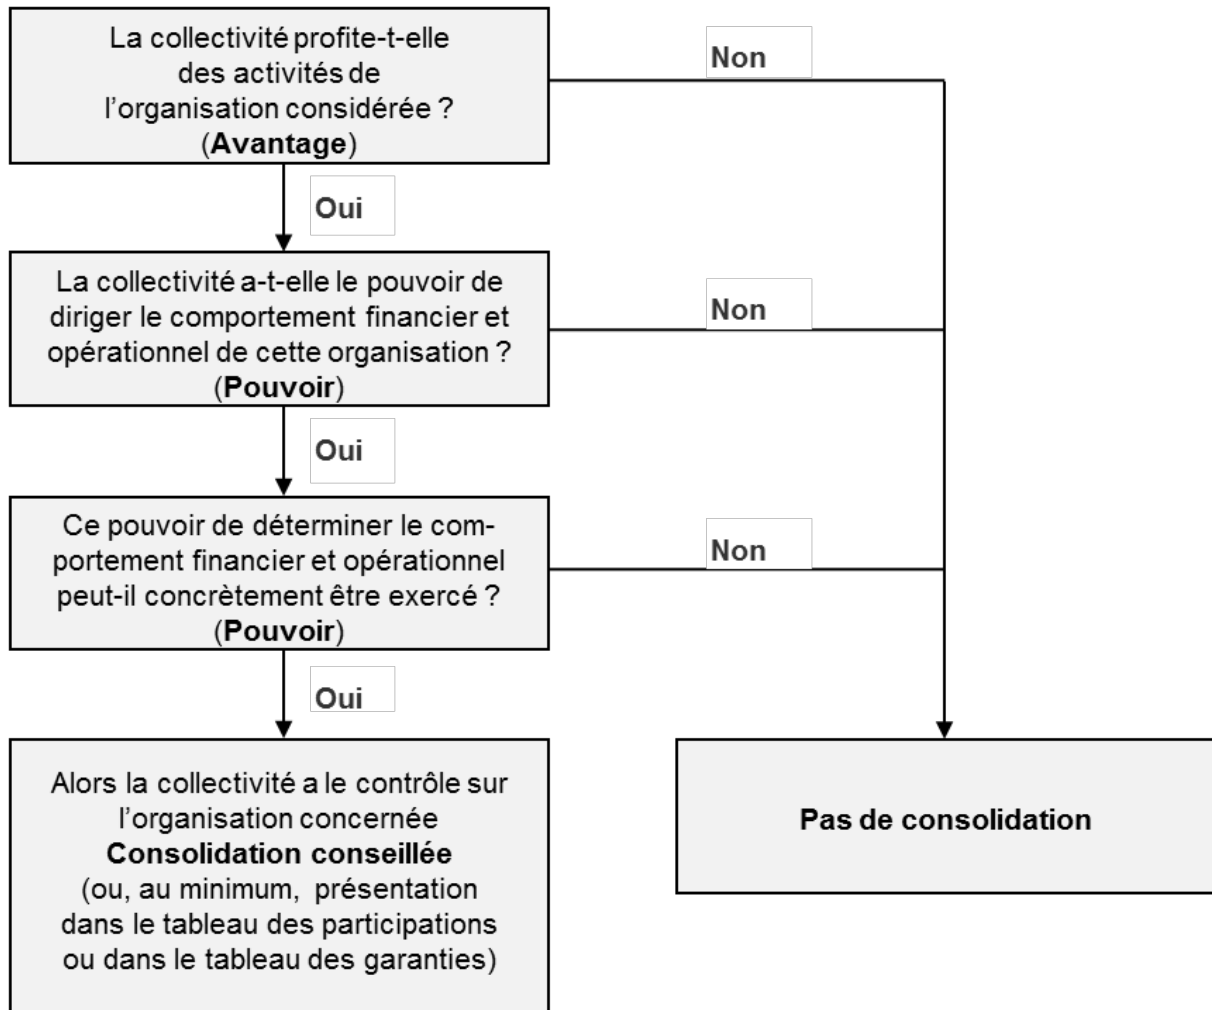 La collectivité profite-t-elle
des activités de
l'organisation considérée ?
(Avantage)
Non
Oui
La collectivité a-t-elle le pouvoir de
diriger le comportement financier et
opérationnel de cette organisation ?
(Pouvoir)
Non
Oui
Ce pouvoir de déterminer le com-
portement financier et opérationnel
peut-il concrètement être exercé ?
(Pouvoir)
Non
Oui
Alors la collectivité a le contrôle sur
l'organisation concernée
Consolidation conseillée
(ou, au minimum, présentation
dans le tableau des participations
ou dans le tableau des garanties)
Pas de consolidation